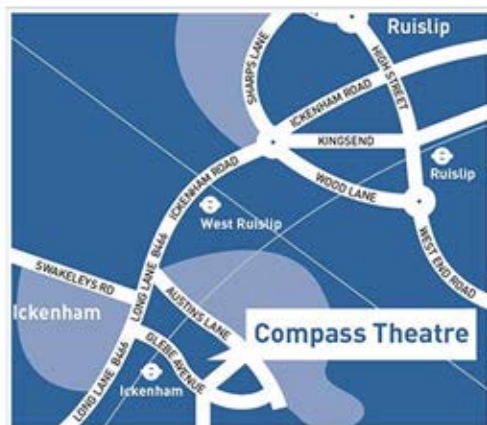 Ruislip
SHARPS LANE
HIGH STREET
ICKENHAM ROAD
KINGSEND
Ruislip
WOOD LANE
ICKENHAM ROAD
West Ruislip
WEST END ROAD
LONG LANE B466
SWAKELEYS RD
AUSTINS LANE
Ickenham
Compass Theatre
GLEBE AVENUE
Ickenham
LONG LANE B466